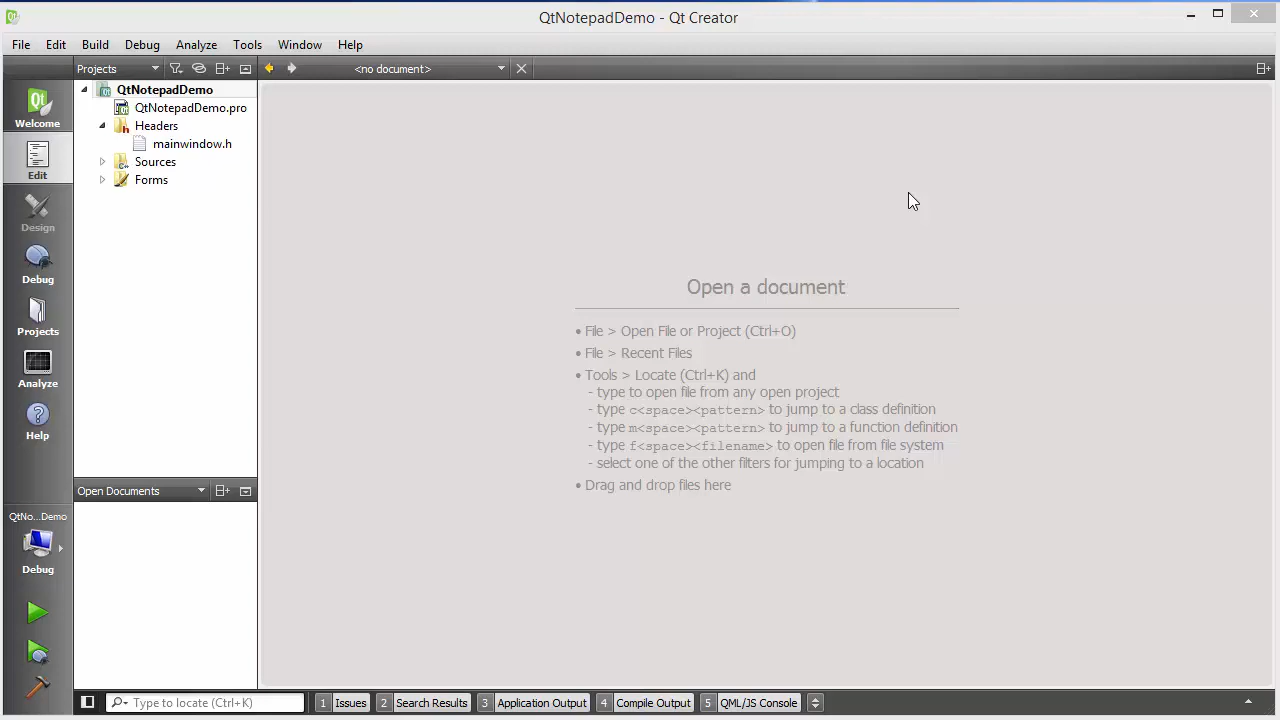 QtNotepadDemo - Qt Creator
File Edit Build Debug Analyze Tools Window Help
Projects
<no document>
Welcome
Edit
Design
Debug
Projects
Analyze
Help
QtNotepadDemo
QtNotepadDemo.pro
Headers
mainwindow.h
Sources
Forms
Open a document
• File > Open File or Project (Ctrl+O)
• File > Recent Files
• Tools > Locate (Ctrl+K) and
- type to open file from any open project
- type c<space><pattern> to jump to a class definition
- type m<space><pattern> to jump to a function definition
- type f<space><filename> to open file from file system
- select one of the other filters for jumping to a location
• Drag and drop files here
Open Documents
QtNo...Demo
Debug
Type to locate (Ctrl+K)
1 Issues 2 Search Results 3 Application Output 4 Compile Output 5 QML/JS Console